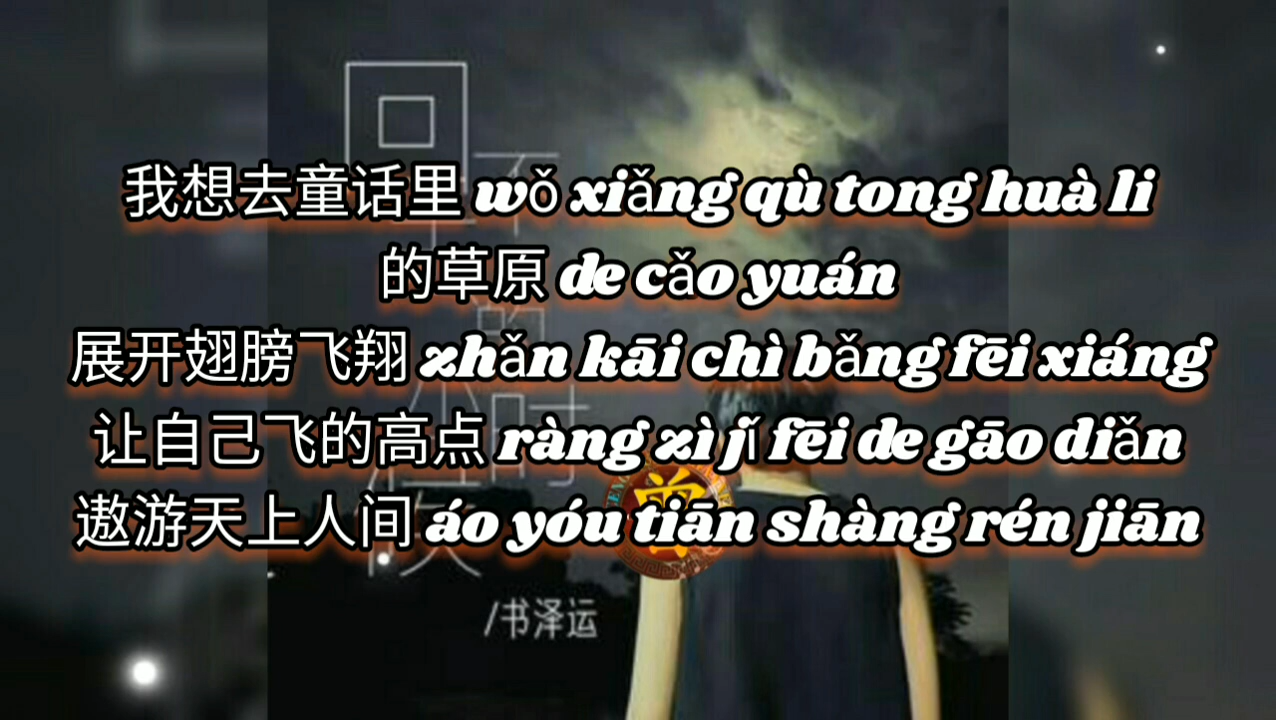 我想去童话里 wǒ xiǎng qù tong huà li
的草原 de cǎo yuán
展开翅膀飞翔 zhǎn kāi chì bǎng fēi xiáng
让自己飞的高点 ràng zì jǐ fēi de gāo diǎn
遨游天上人间 áo yóu tiān shàng rén jiān
/书泽运